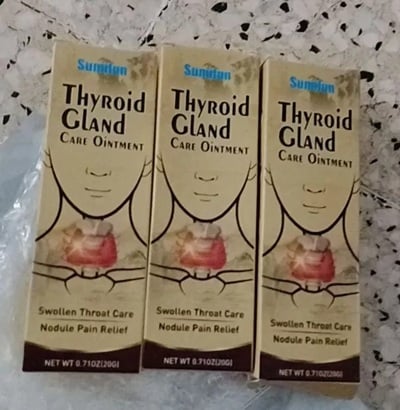 Sumifun
Thyroid
Gland
Care Ointment
Swollen Throat Care
Nodule Pain Relief
NET WT 0.71OZ(20G)
Sumifun
Thyroid
Gland
Care Ointment
Swollen Throat Care
Nodule Pain Relief
NET WT 0.71OZ(20G)
Sumifun
Thyroid
Gland
Care Ointment
Swollen Throat Care
Nodule Pain Relief
NET WT 0.71OZ(20G)